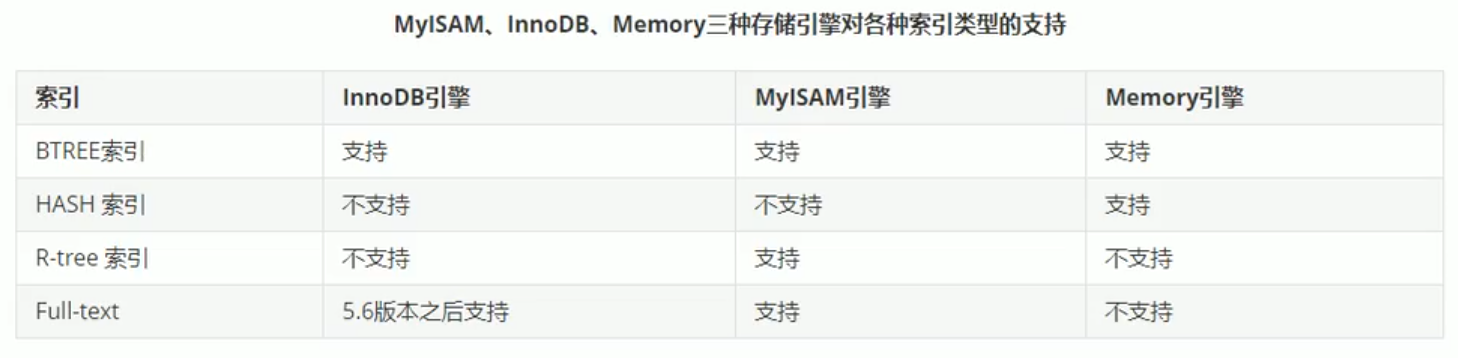 MyISAM、InnoDB、Memory三种存储引擎对各种索引类型的支持
索引 InnoDB引擎 MyISAM引擎 Memory引擎
BTREE索引 支持 支持 支持
HASH 索引 不支持 不支持 支持
R-tree 索引 不支持 支持 不支持
Full-text 5.6版本之后支持 支持 不支持